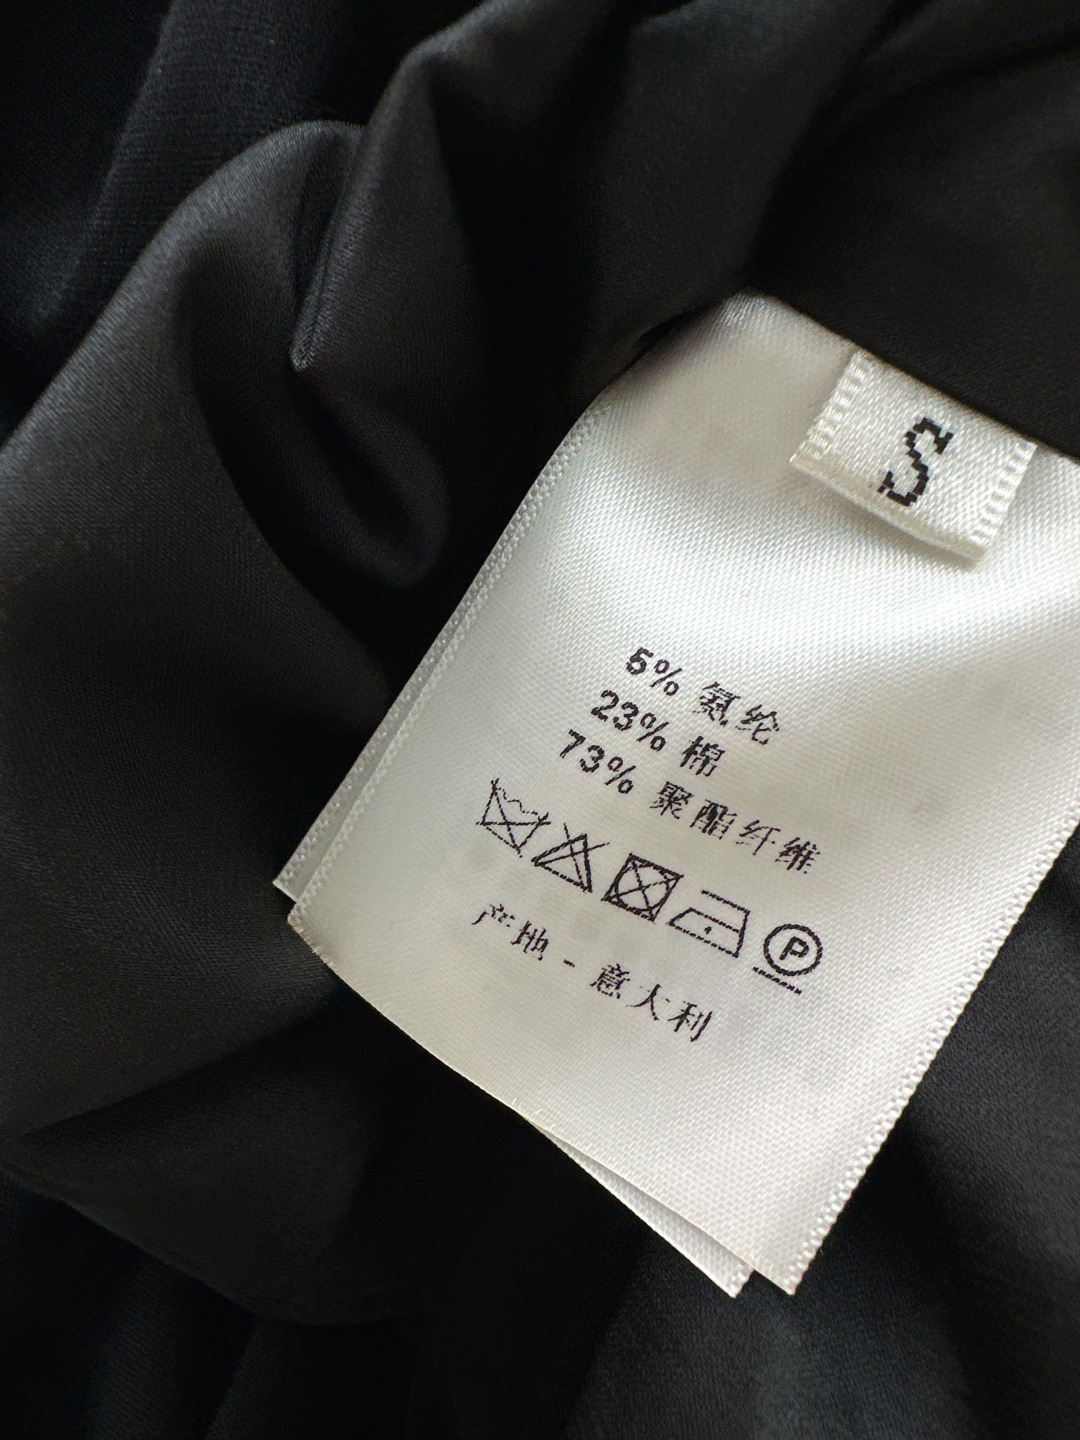 S
5% 氨纶
23% 棉
73% 聚酯纤维
P
产地 - 意大利